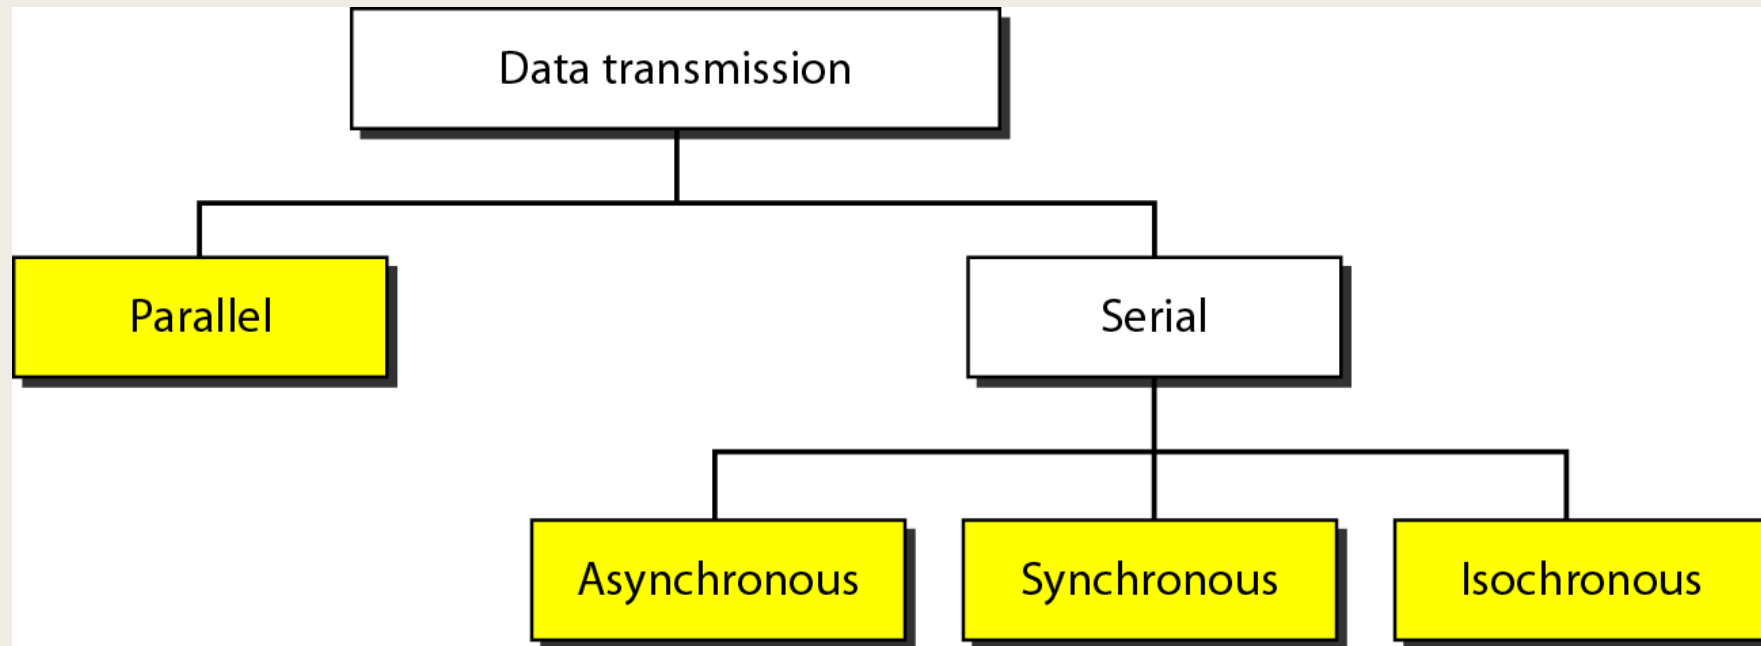 Data transmission
Parallel
Serial
Asynchronous
Synchronous
Isochronous